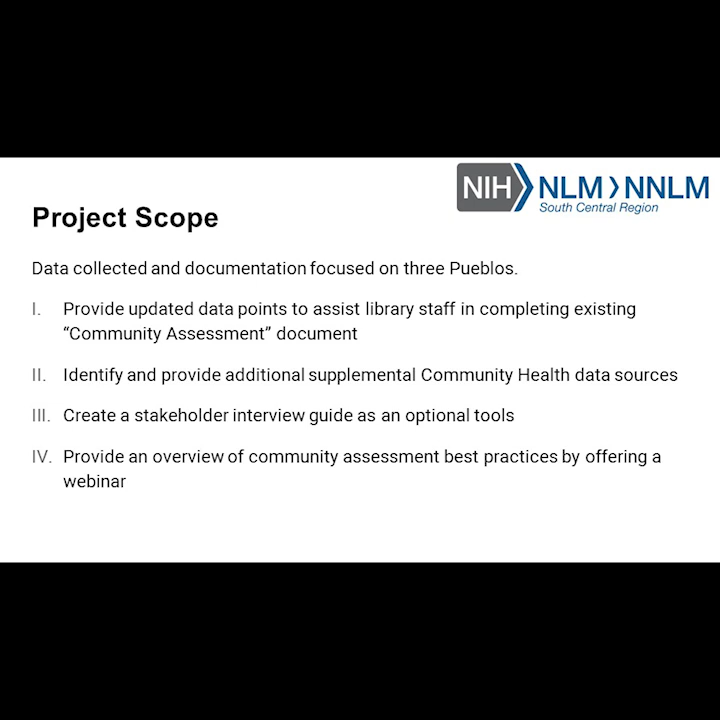 NIH NLM NNLM
South Central Region
Project Scope
Data collected and documentation focused on three Pueblos.
I. Provide updated data points to assist library staff in completing existing
“Community Assessment” document
II. Identify and provide additional supplemental Community Health data sources
III. Create a stakeholder interview guide as an optional tools
IV. Provide an overview of community assessment best practices by offering a
webinar